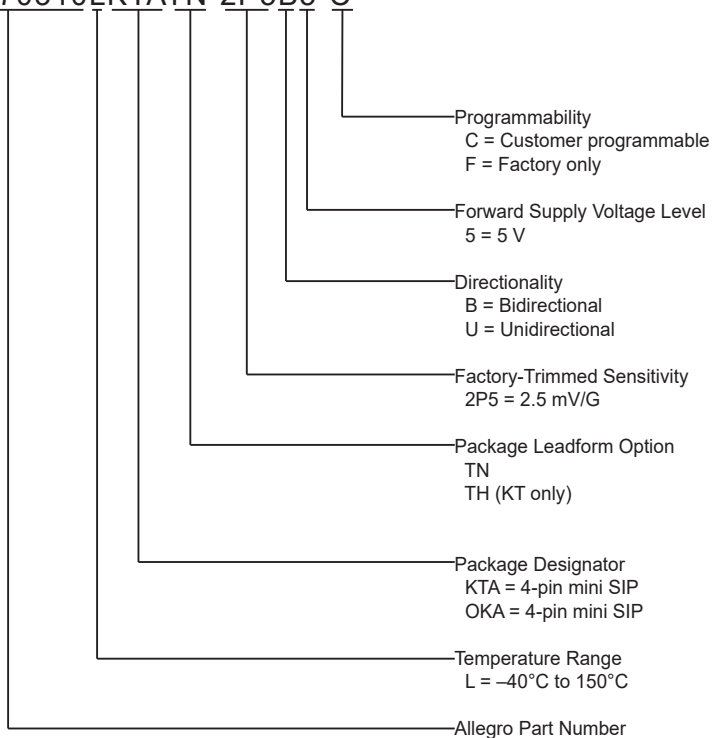 Programmability
C = Customer programmable
F = Factory only
Forward Supply Voltage Level
5 = 5 V
Directionality
B = Bidirectional
U = Unidirectional
Factory-Trimmed Sensitivity
2P5 = 2.5 mV/G
Package Leadform Option
TN
TH (KT only)
Package Designator
KTA = 4-pin mini SIP
OKA = 4-pin mini SIP
Temperature Range
L = –40°C to 150°C
Allegro Part Number